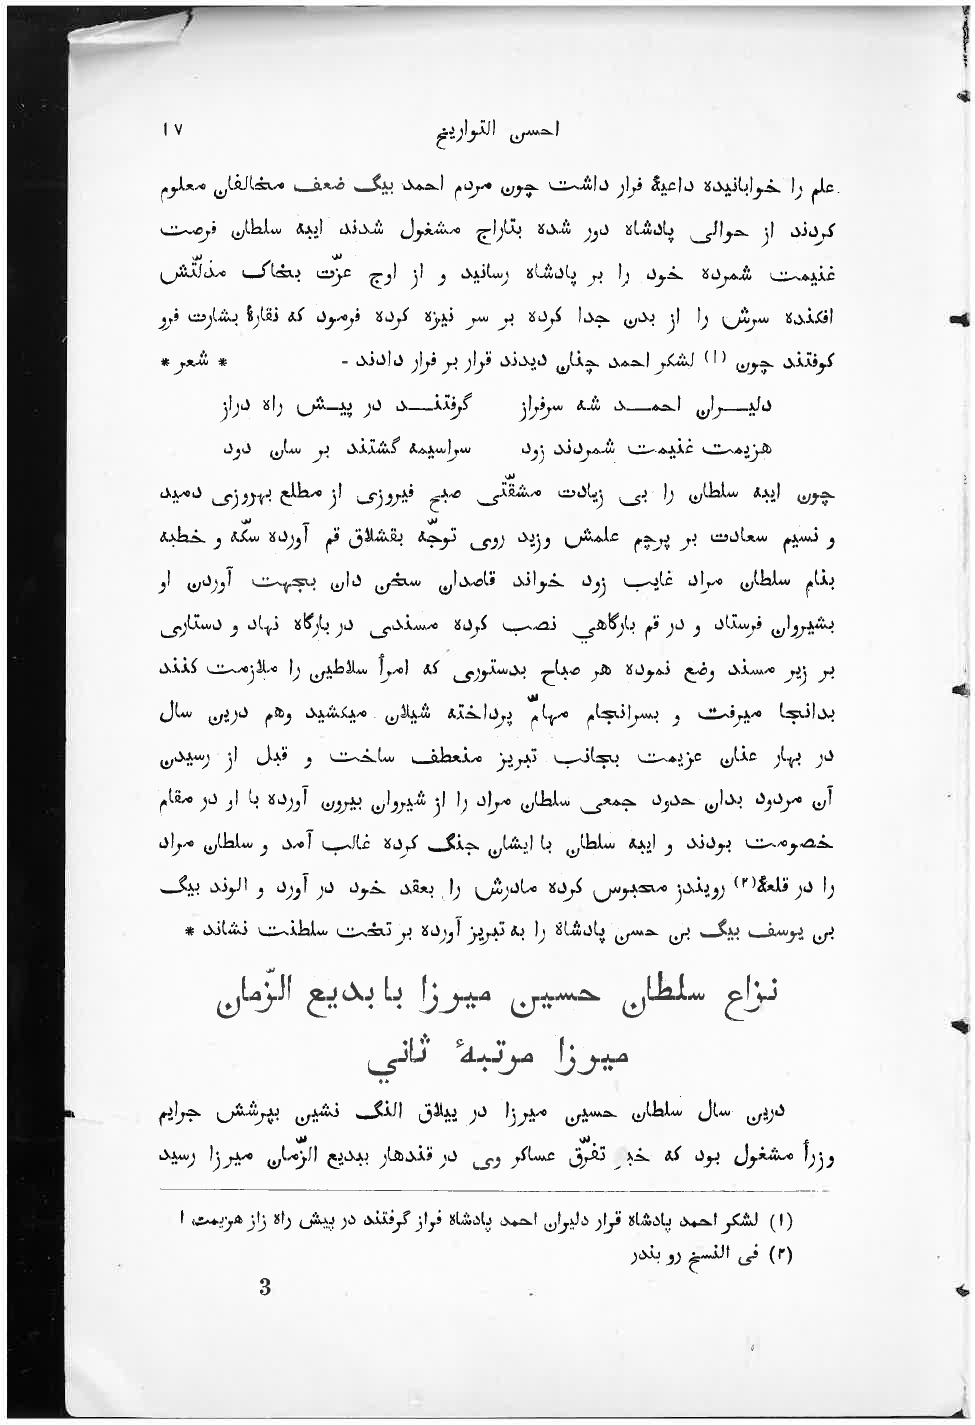 احسن التواریخ ۱۷
علم را خوابانیده داعیهٔ فرار داشت چون مردم احمد بیگ ضعف مخالفان معلوم
کردند از حوالی پادشاه دور شده بتاراج مشغول شدند ایبه سلطان فرصت
غنیمت شمرده خود را بر پادشاه رسانید و از اوج عزّت بخاک مذلّتش
افکنده سرش را از بدن جدا کرده بر سر نیزه کرده فرمود که نقارهٔ بشارت فرو
کوفتند چون (۱) لشکر احمد چنان دیدند قرار بر فرار دادند - * شعر *
دلیران احمد شه سرفراز گرفتند در پیش راه دراز
هزیمت غنیمت شمردند زود سراسیمه گشتند بر سان دود
چون ایبه سلطان را بی زیادت مشقّتی صبح فیروزی از مطلع بهروزی دمید
و نسیم سعادت بر پرچم علمش وزید روی توجّه بقشلاق قم آورده سکّه و خطبه
بنام سلطان مراد غایب زود خواند قاصدان سخن دان بجهت آوردن او
بشیروان فرستاد و در قم بارگاهي نصب کرده مسندی در بارگاه نهاد و دستاری
بر زبر مسند وضع نموده هر صباح بدستوری که امرأ سلاطین را ملازمت کنند
بدانجا میرفت و بسرانجام مهامّ پرداخته شیلان میکشید وهم درین سال
در بهار عنان عزیمت بجانب تبریز منعطف ساخت و قبل از رسیدن
آن مردود بدان حدود جمعی سلطان مراد را از شیروان بیرون آورده با او در مقام
خصومت بودند و ایبه سلطان با ایشان جنگ کرده غالب آمد و سلطان مراد
را در قلعهٔ(۲) رویندز محبوس کرده مادرش را بعقد خود در آورد و الوند بیگ
بن یوسف بیگ بن حسن پادشاه را به تبریز آورده بر تخت سلطنت نشاند *
نزاع سلطان حسین میرزا با بدیع الزّمان
میرزا مرتبهٔ ثاني
درین سال سلطان حسین میرزا در ییلاق النگ نشین بپرشش جرایم
وزرأ مشغول بود که خبر تفرّق عساکر وی در قندهار ببدیع الزّمان میرزا رسید
(۱) لشکر احمد پادشاه قرار دلیران احمد پادشاه فراز گرفتند در پیش راه زاز هزیمت ا
(۲) فی النسخ رو بندر
3